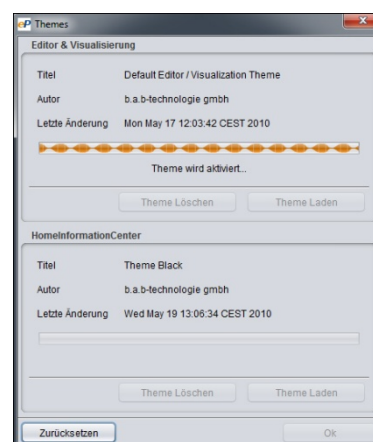 eP Themes
Editor & Visualisierung
Titel Default Editor / Visualization Theme
Autor b.a.b-technologie gmbh
Letzte Änderung Mon May 17 12:03:42 CEST 2010
Theme wird aktiviert...
Theme Löschen Theme Laden
HomeInformationCenter
Titel Theme Black
Autor b.a.b-technologie gmbh
Letzte Änderung Wed May 19 13:06:34 CEST 2010
Theme Löschen Theme Laden
Zurücksetzen Ok